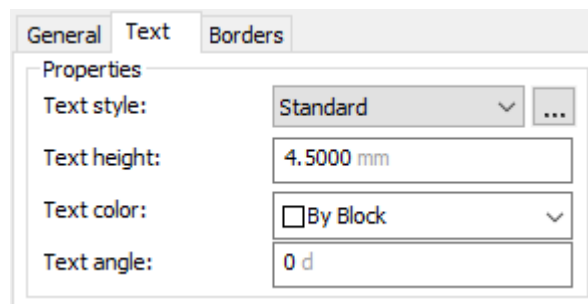 General Text Borders
Properties
Text style: Standard ...
Text height: 4.5000 mm
Text color: By Block
Text angle: 0 d